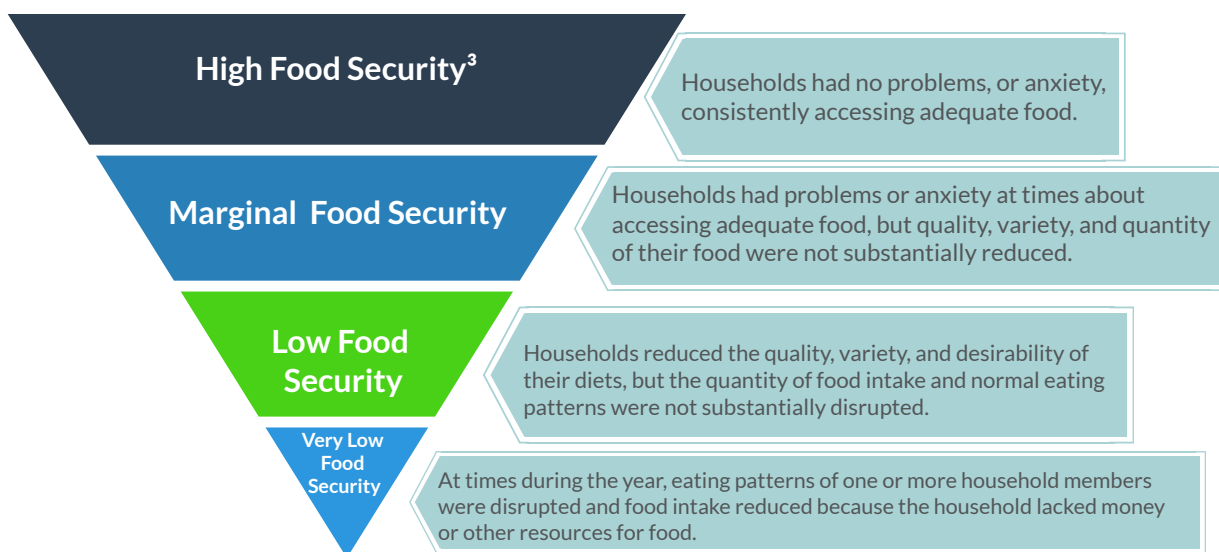 High Food Security³
Households had no problems, or anxiety,
consistently accessing adequate food.
Marginal Food Security
Households had problems or anxiety at times about
accessing adequate food, but quality, variety, and quantity
of their food were not substantially reduced.
Low Food
Security
Households reduced the quality, variety, and desirability of
their diets, but the quantity of food intake and normal eating
patterns were not substantially disrupted.
Very Low
Food
Security
At times during the year, eating patterns of one or more household members
were disrupted and food intake reduced because the household lacked money
or other resources for food.